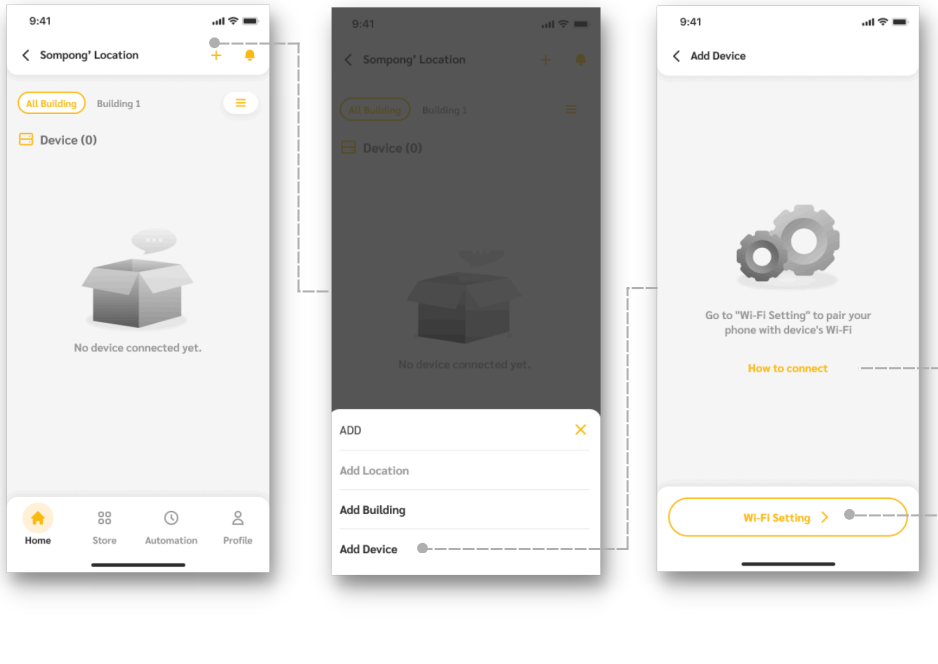 9:41
Sompong' Location
All Building
Building 1
Device (0)
No device connected yet.
Home
Store
Automation
Profile
9:41
Sompong' Location
All Building
Building 1
Device (0)
No device connected yet.
ADD
Add Location
Add Building
Add Device
9:41
Add Device
Go to "Wi-Fi Setting" to pair your
phone with device's Wi-Fi
How to connect
Wi-Fi Setting